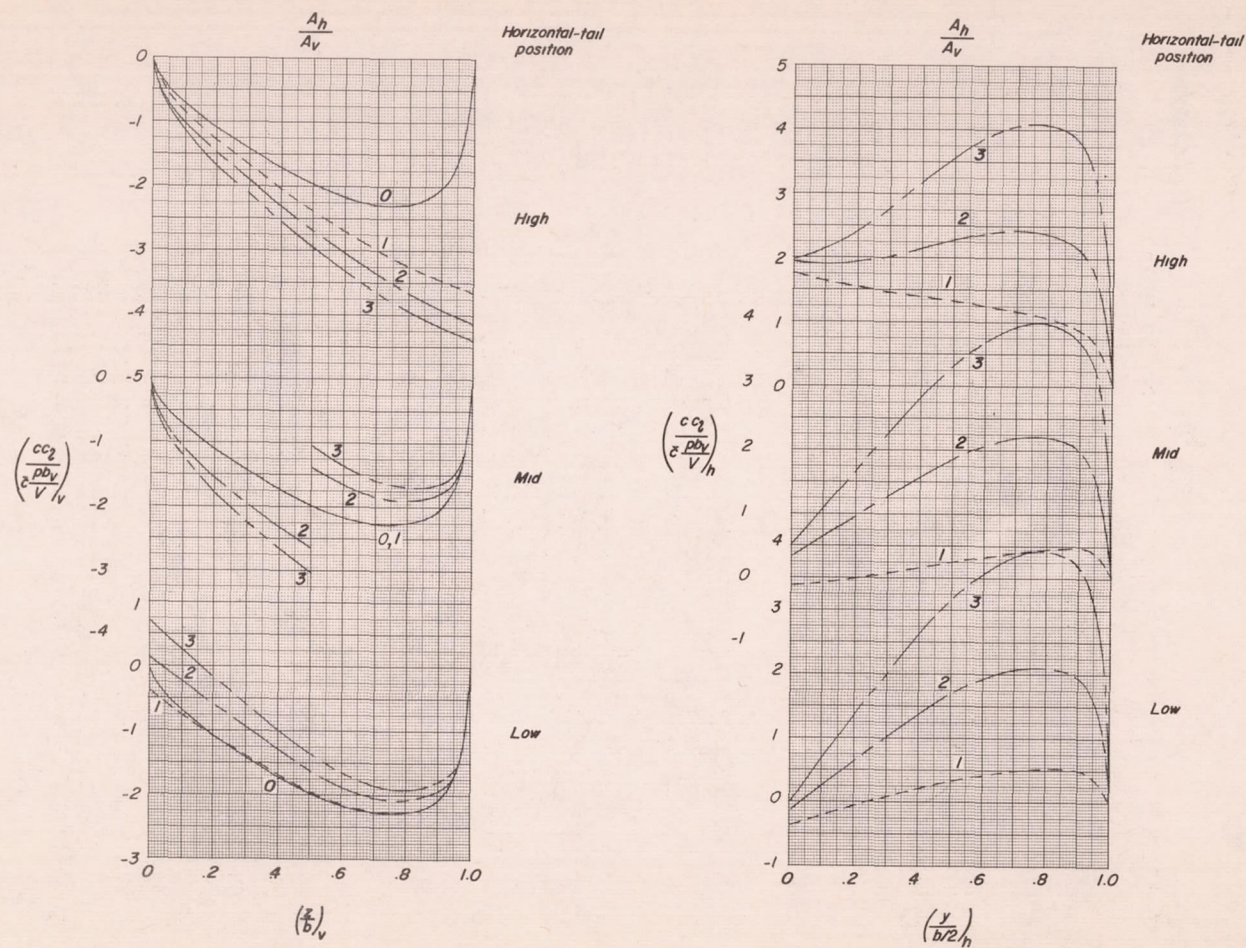 A_h / A_v
Horizontal-tail
position
0
-1
-2
-3
-4
0 -5
-1
-2
-3
1
-4
0
-1
-2
-3
0
1
2
3
3
2
0,1
2
3
3
2
1
0
High
Mid
Low
(cc_l / c̄ pb_v/V)_v
0 .2 .4 .6 .8 1.0
(z/b)_v
A_h / A_v
Horizontal-tail
position
5
4
3
2
4 1
3 0
2
1
4
0
3
-1
2
1
0
-1
3
2
1
3
2
1
3
2
1
High
Mid
Low
(cc_l / c̄ pb_v/V)_h
0 .2 .4 .6 .8 1.0
(y / b/2)_h